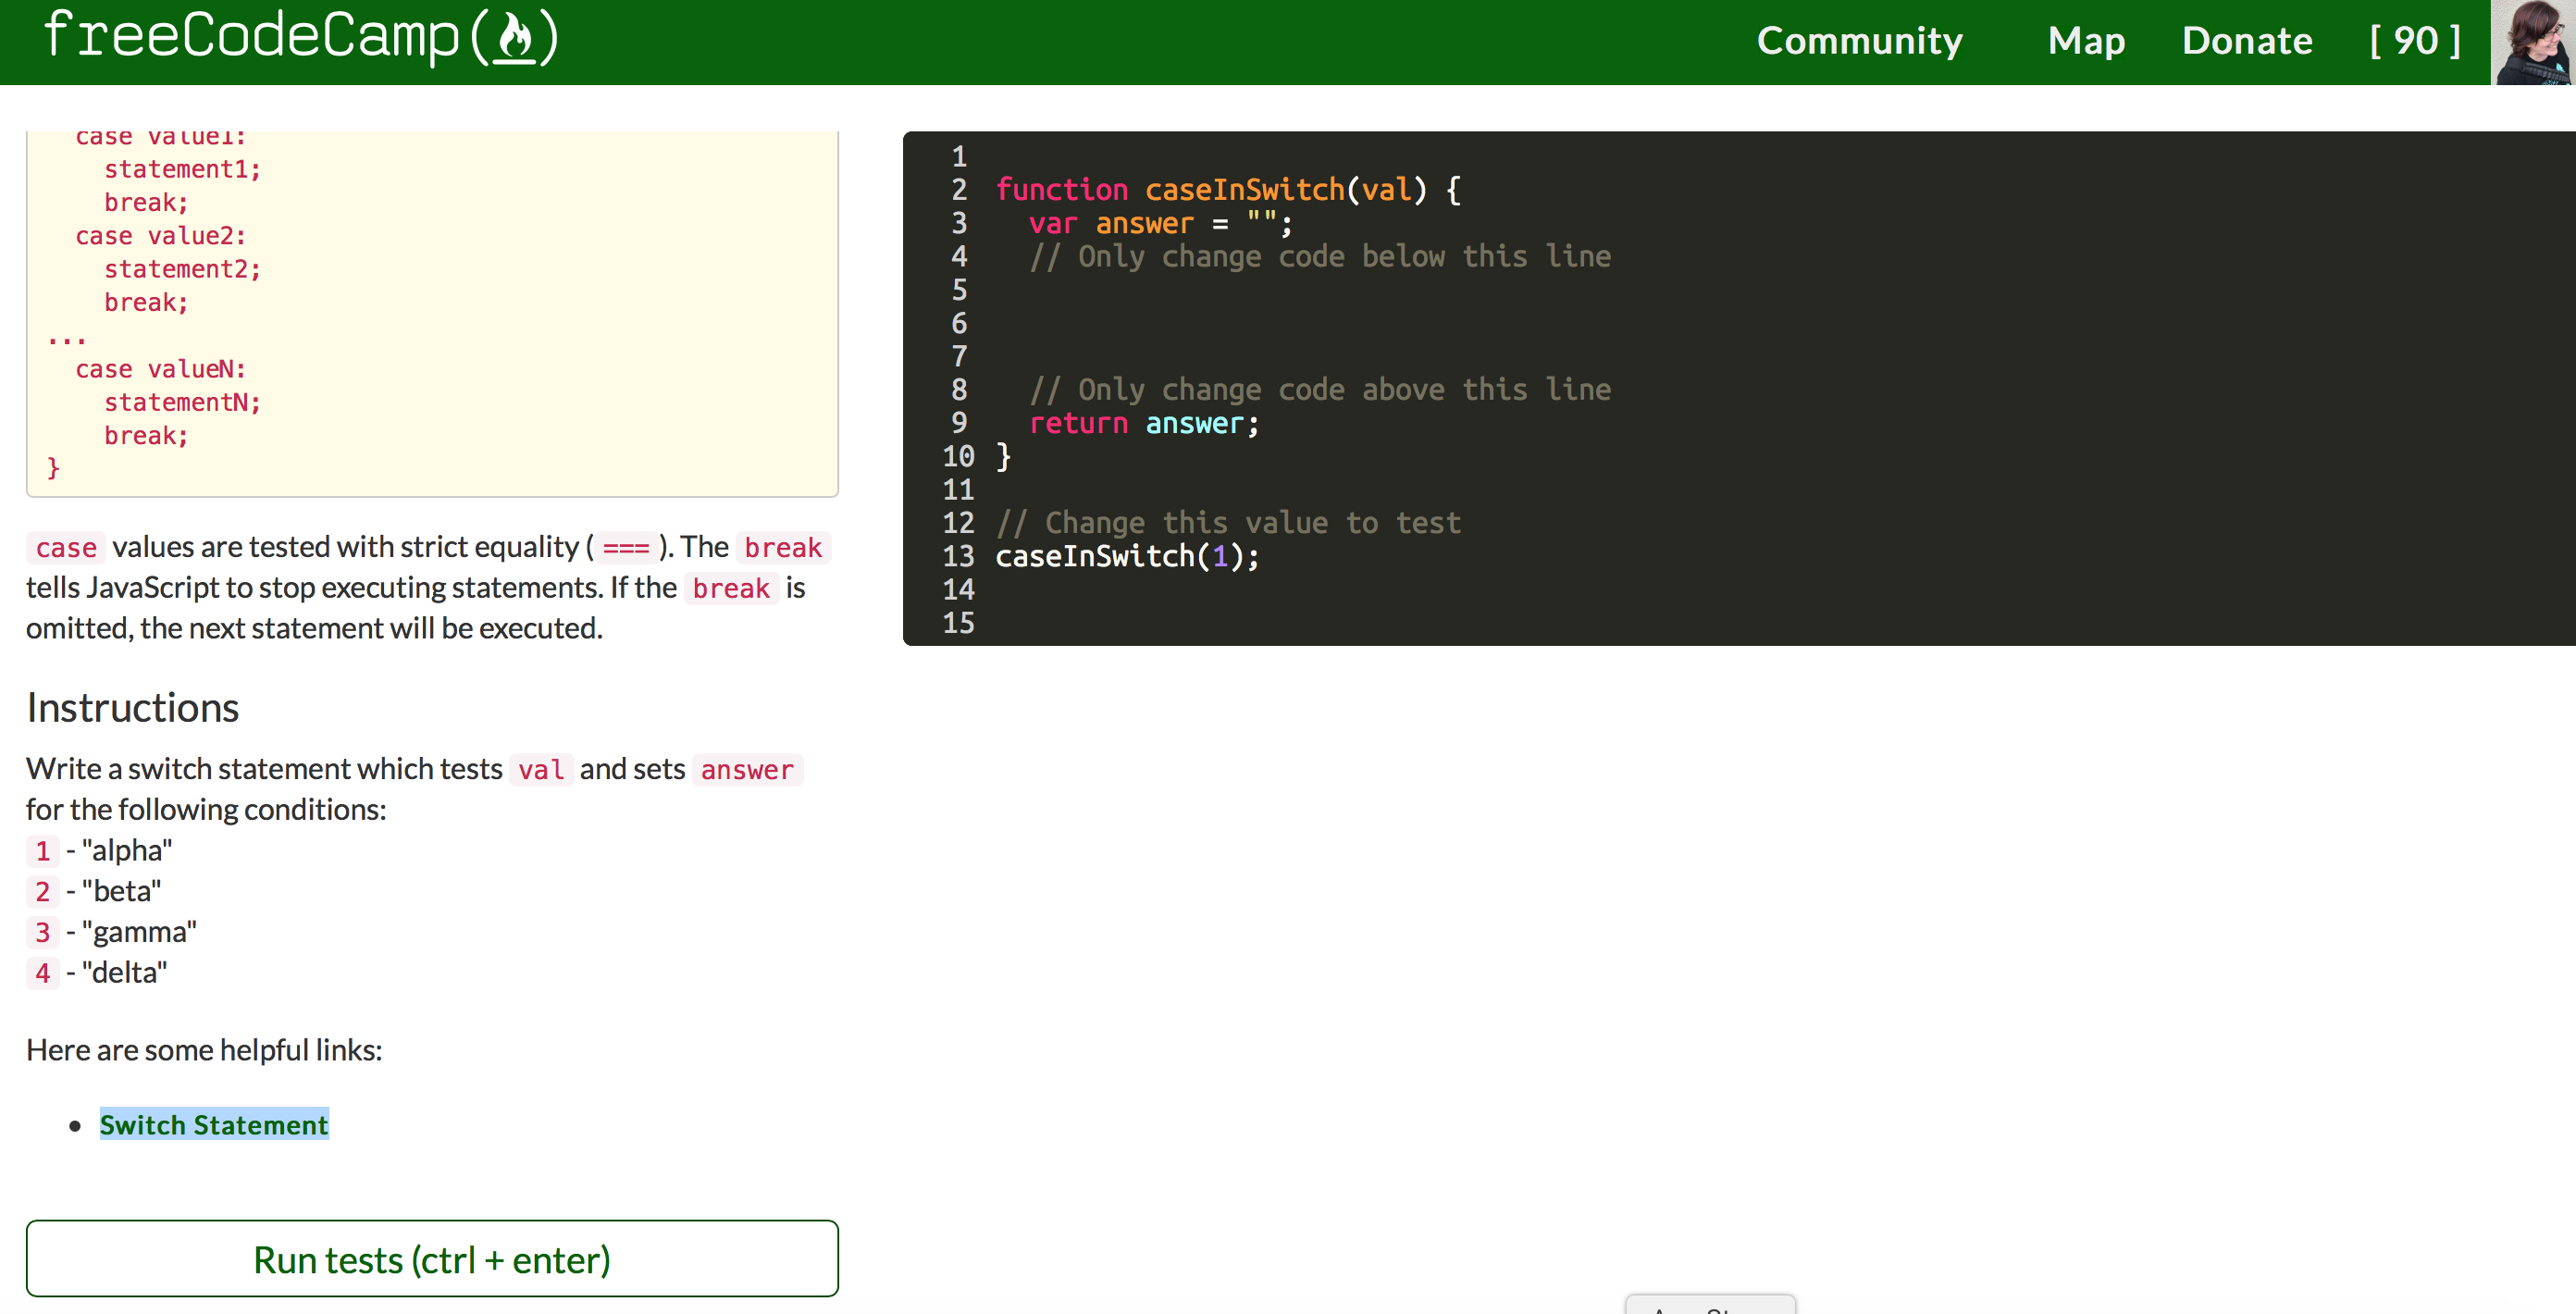 freeCodeCamp()
Community Map Donate [ 90 ]
case value1:
statement1;
break;
case value2:
statement2;
break;
...
case valueN:
statementN;
break;
}
case values are tested with strict equality ( === ). The break
tells JavaScript to stop executing statements. If the break is
omitted, the next statement will be executed.
Instructions
Write a switch statement which tests val and sets answer
for the following conditions:
1 - "alpha"
2 - "beta"
3 - "gamma"
4 - "delta"
Here are some helpful links:
• Switch Statement
Run tests (ctrl + enter)
1
2 function caseInSwitch(val) {
3 var answer = "";
4 // Only change code below this line
5
6
7
8 // Only change code above this line
9 return answer;
10 }
11
12 // Change this value to test
13 caseInSwitch(1);
14
15